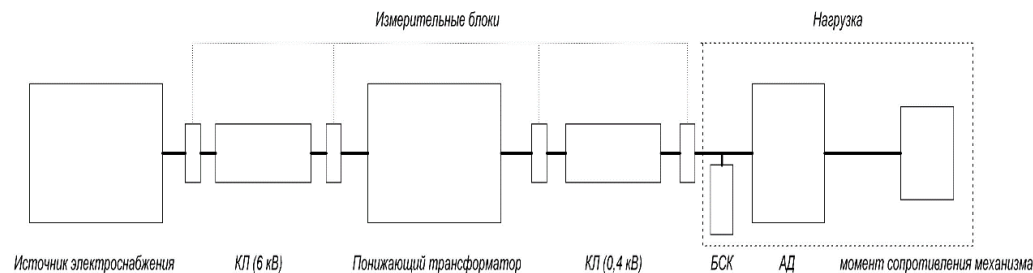 Измерительные блоки
Нагрузка
Источник электроснабжения
КЛ (6 кВ)
Понижающий трансформатор
КЛ (0,4 кВ)
БСК
АД
момент сопротивления механизма